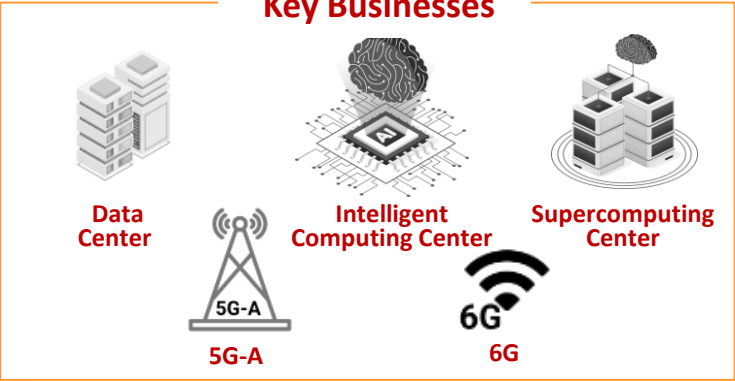 Key Businesses
AI
Data
Center
Intelligent
Computing Center
Supercomputing
Center
5G-A
5G-A
6G
6G